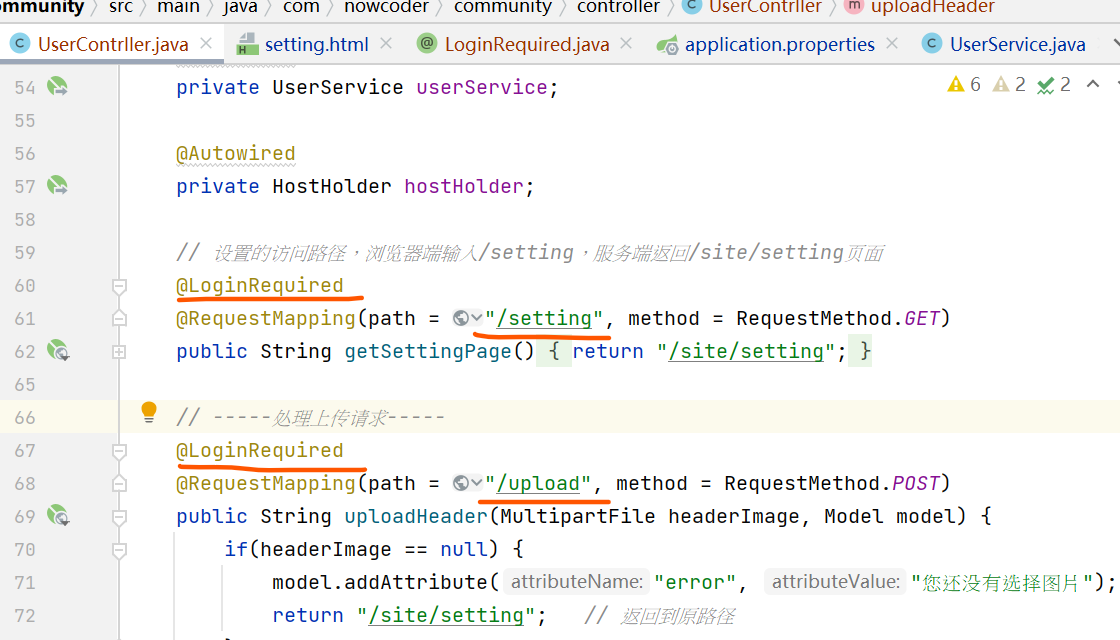 ommunity › src › main › java › com › nowcoder › community › controller › UserContrller › uploadHeader
UserContrller.java × setting.html × LoginRequired.java × application.properties × UserService.java
6 2 2
54 private UserService userService;
55
56 @Autowired
57 private HostHolder hostHolder;
58
59 // 设置的访问路径，浏览器端输入/setting，服务端返回/site/setting页面
60 @LoginRequired
61 @RequestMapping(path = "/setting", method = RequestMethod.GET)
62 public String getSettingPage() { return "/site/setting"; }
65
66 // -----处理上传请求-----
67 @LoginRequired
68 @RequestMapping(path = "/upload", method = RequestMethod.POST)
69 public String uploadHeader(MultipartFile headerImage, Model model) {
70 if(headerImage == null) {
71 model.addAttribute( attributeName: "error", attributeValue: "您还没有选择图片");
72 return "/site/setting"; // 返回到原路径